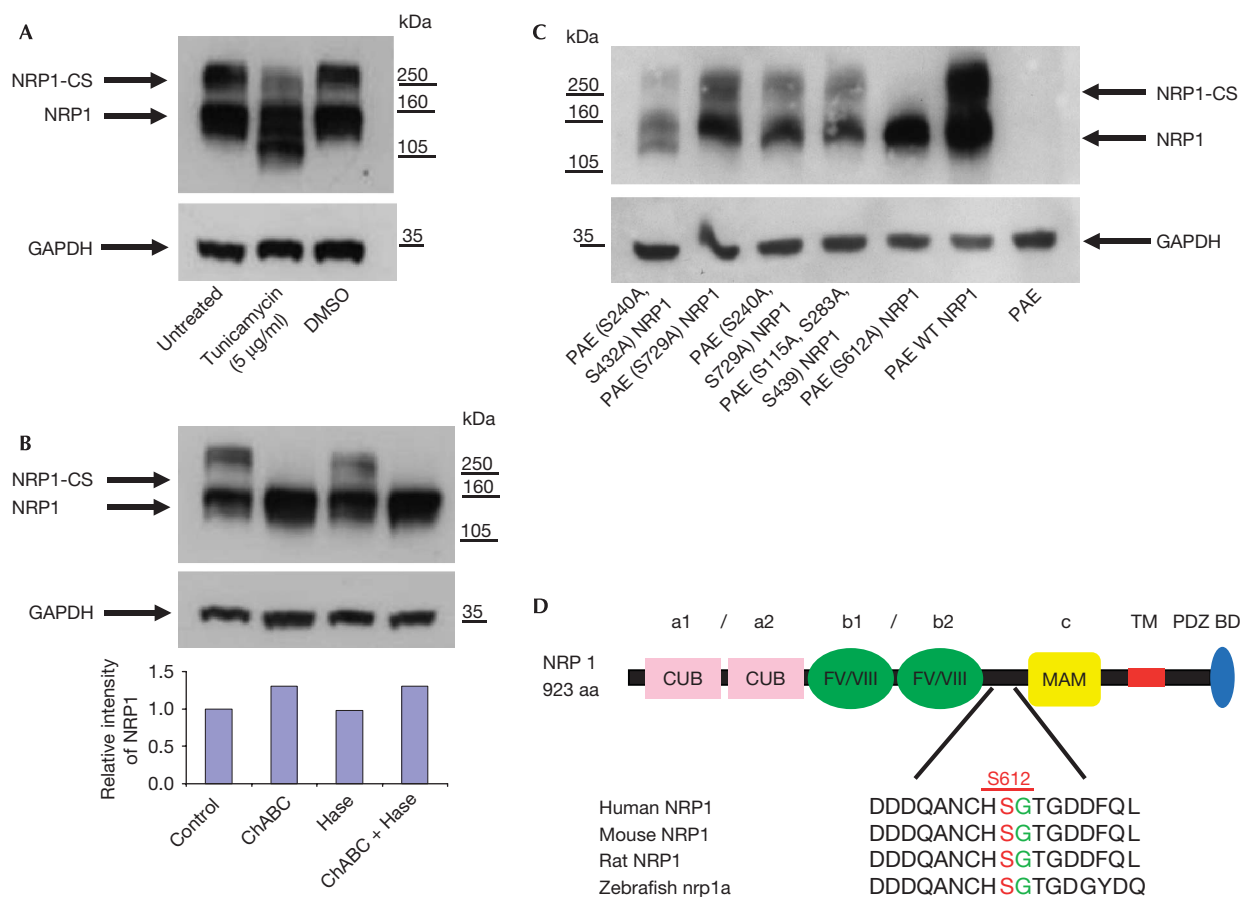 A
kDa
NRP1-CS
250
NRP1
160
105
GAPDH
35
Untreated
Tunicamycin
(5 µg/ml)
DMSO
B
kDa
NRP1-CS
250
NRP1
160
105
GAPDH
35
Relative intensity
of NRP1
1.5
1.0
0.5
0.0
Control
ChABC
Hase
ChABC + Hase
C
kDa
250
NRP1-CS
160
NRP1
105
35
GAPDH
PAE (S240A,
S432A) NRP1
PAE (S729A) NRP1
PAE (S240A,
S729A) NRP1
PAE (S115A, S283A,
S439) NRP1
PAE (S612A) NRP1
PAE WT NRP1
PAE
D
a1 / a2 b1 / b2 c TM PDZ BD
NRP 1
923 aa
CUB CUB FV/VIII FV/VIII MAM
S612
Human NRP1 DDDQANCHSGTGDDFQL
Mouse NRP1 DDDQANCHSGTGDDFQL
Rat NRP1 DDDQANCHSGTGDDFQL
Zebrafish nrp1a DDDQANCHSGTGDGYDQ